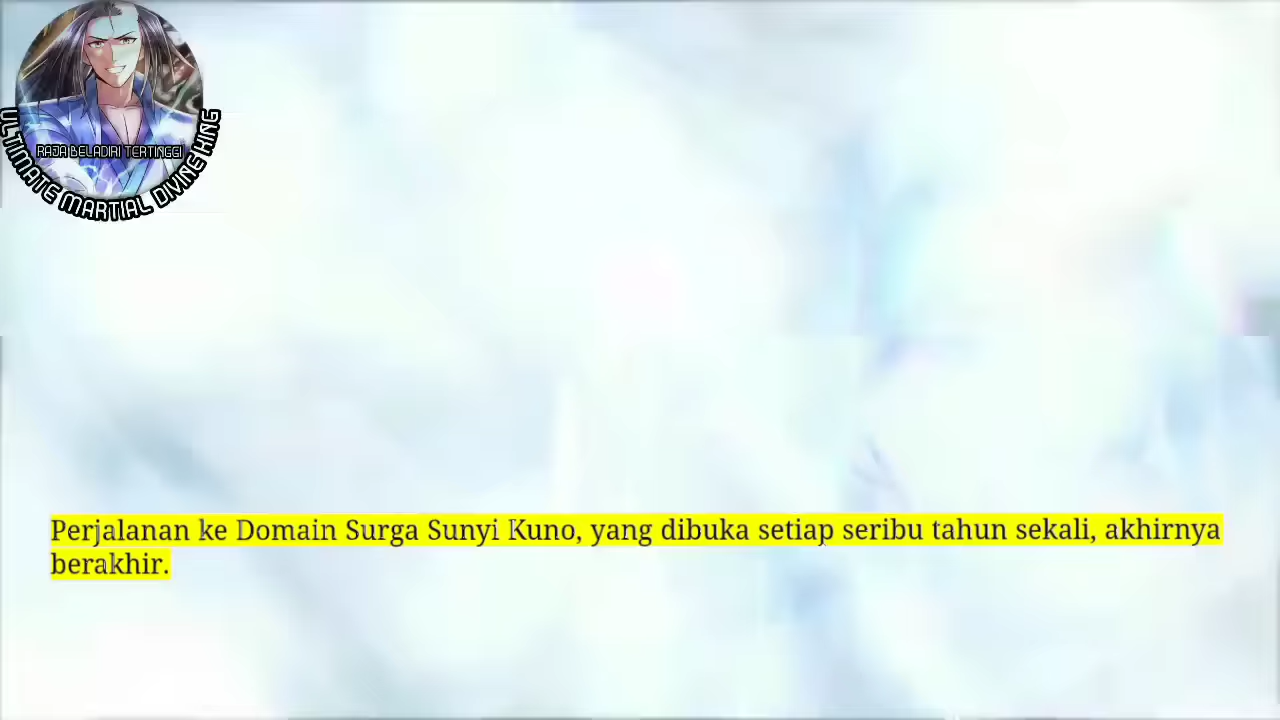 RAJA BELADIRI TERTINGGI
ULTIMATE MARTIAL DIVINE KING
Perjalanan ke Domain Surga Sunyi Kuno, yang dibuka setiap seribu tahun sekali, akhirnya
berakhir.